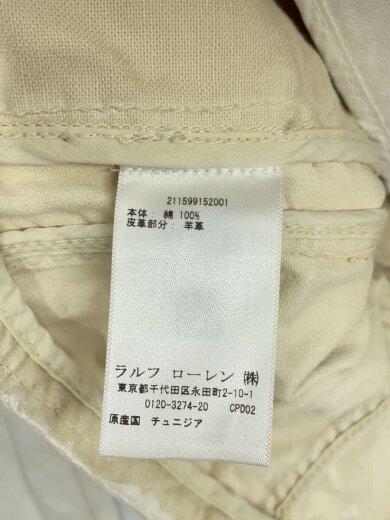 211599152001
本体: 綿 100%
皮革部分: 羊革
ラルフ ローレン ㈱
東京都千代田区永田町2-10-1
0120-3274-20 CPD02
原産国 チュニジア